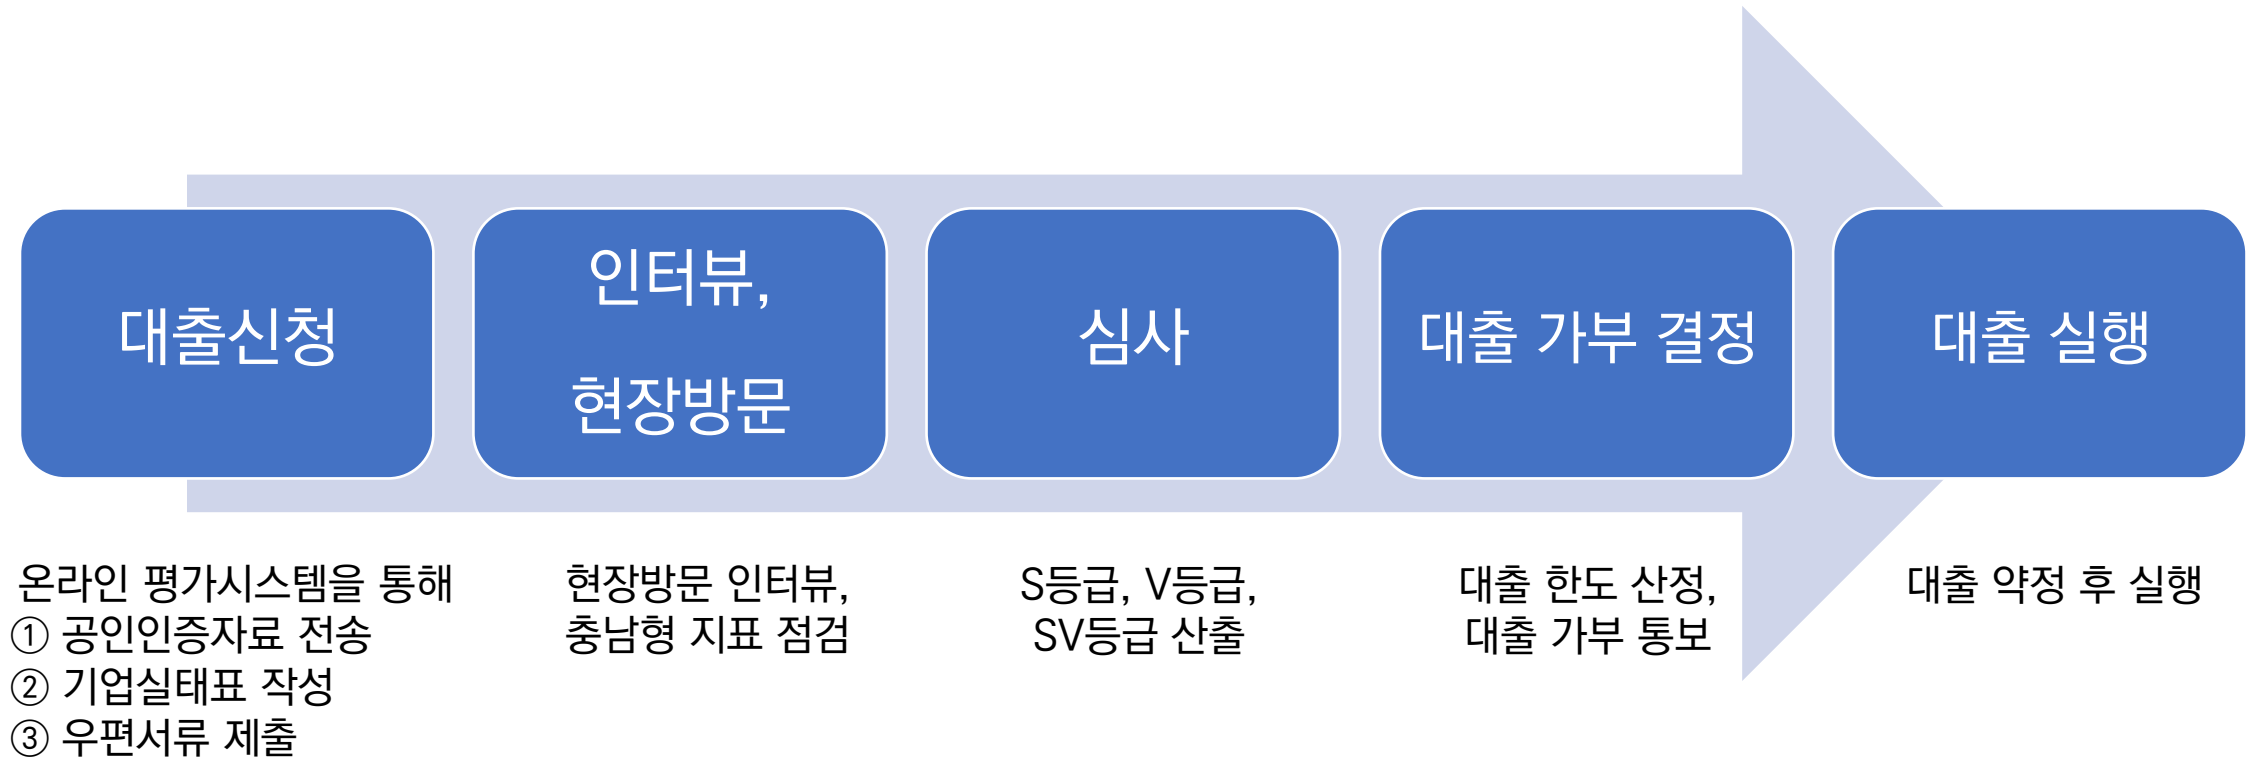 대출신청
인터뷰,
현장방문
심사
대출 가부 결정
대출 실행
온라인 평가시스템을 통해
① 공인인증자료 전송
② 기업실태표 작성
③ 우편서류 제출
현장방문 인터뷰,
충남형 지표 점검
S등급, V등급,
SV등급 산출
대출 한도 산정,
대출 가부 통보
대출 약정 후 실행